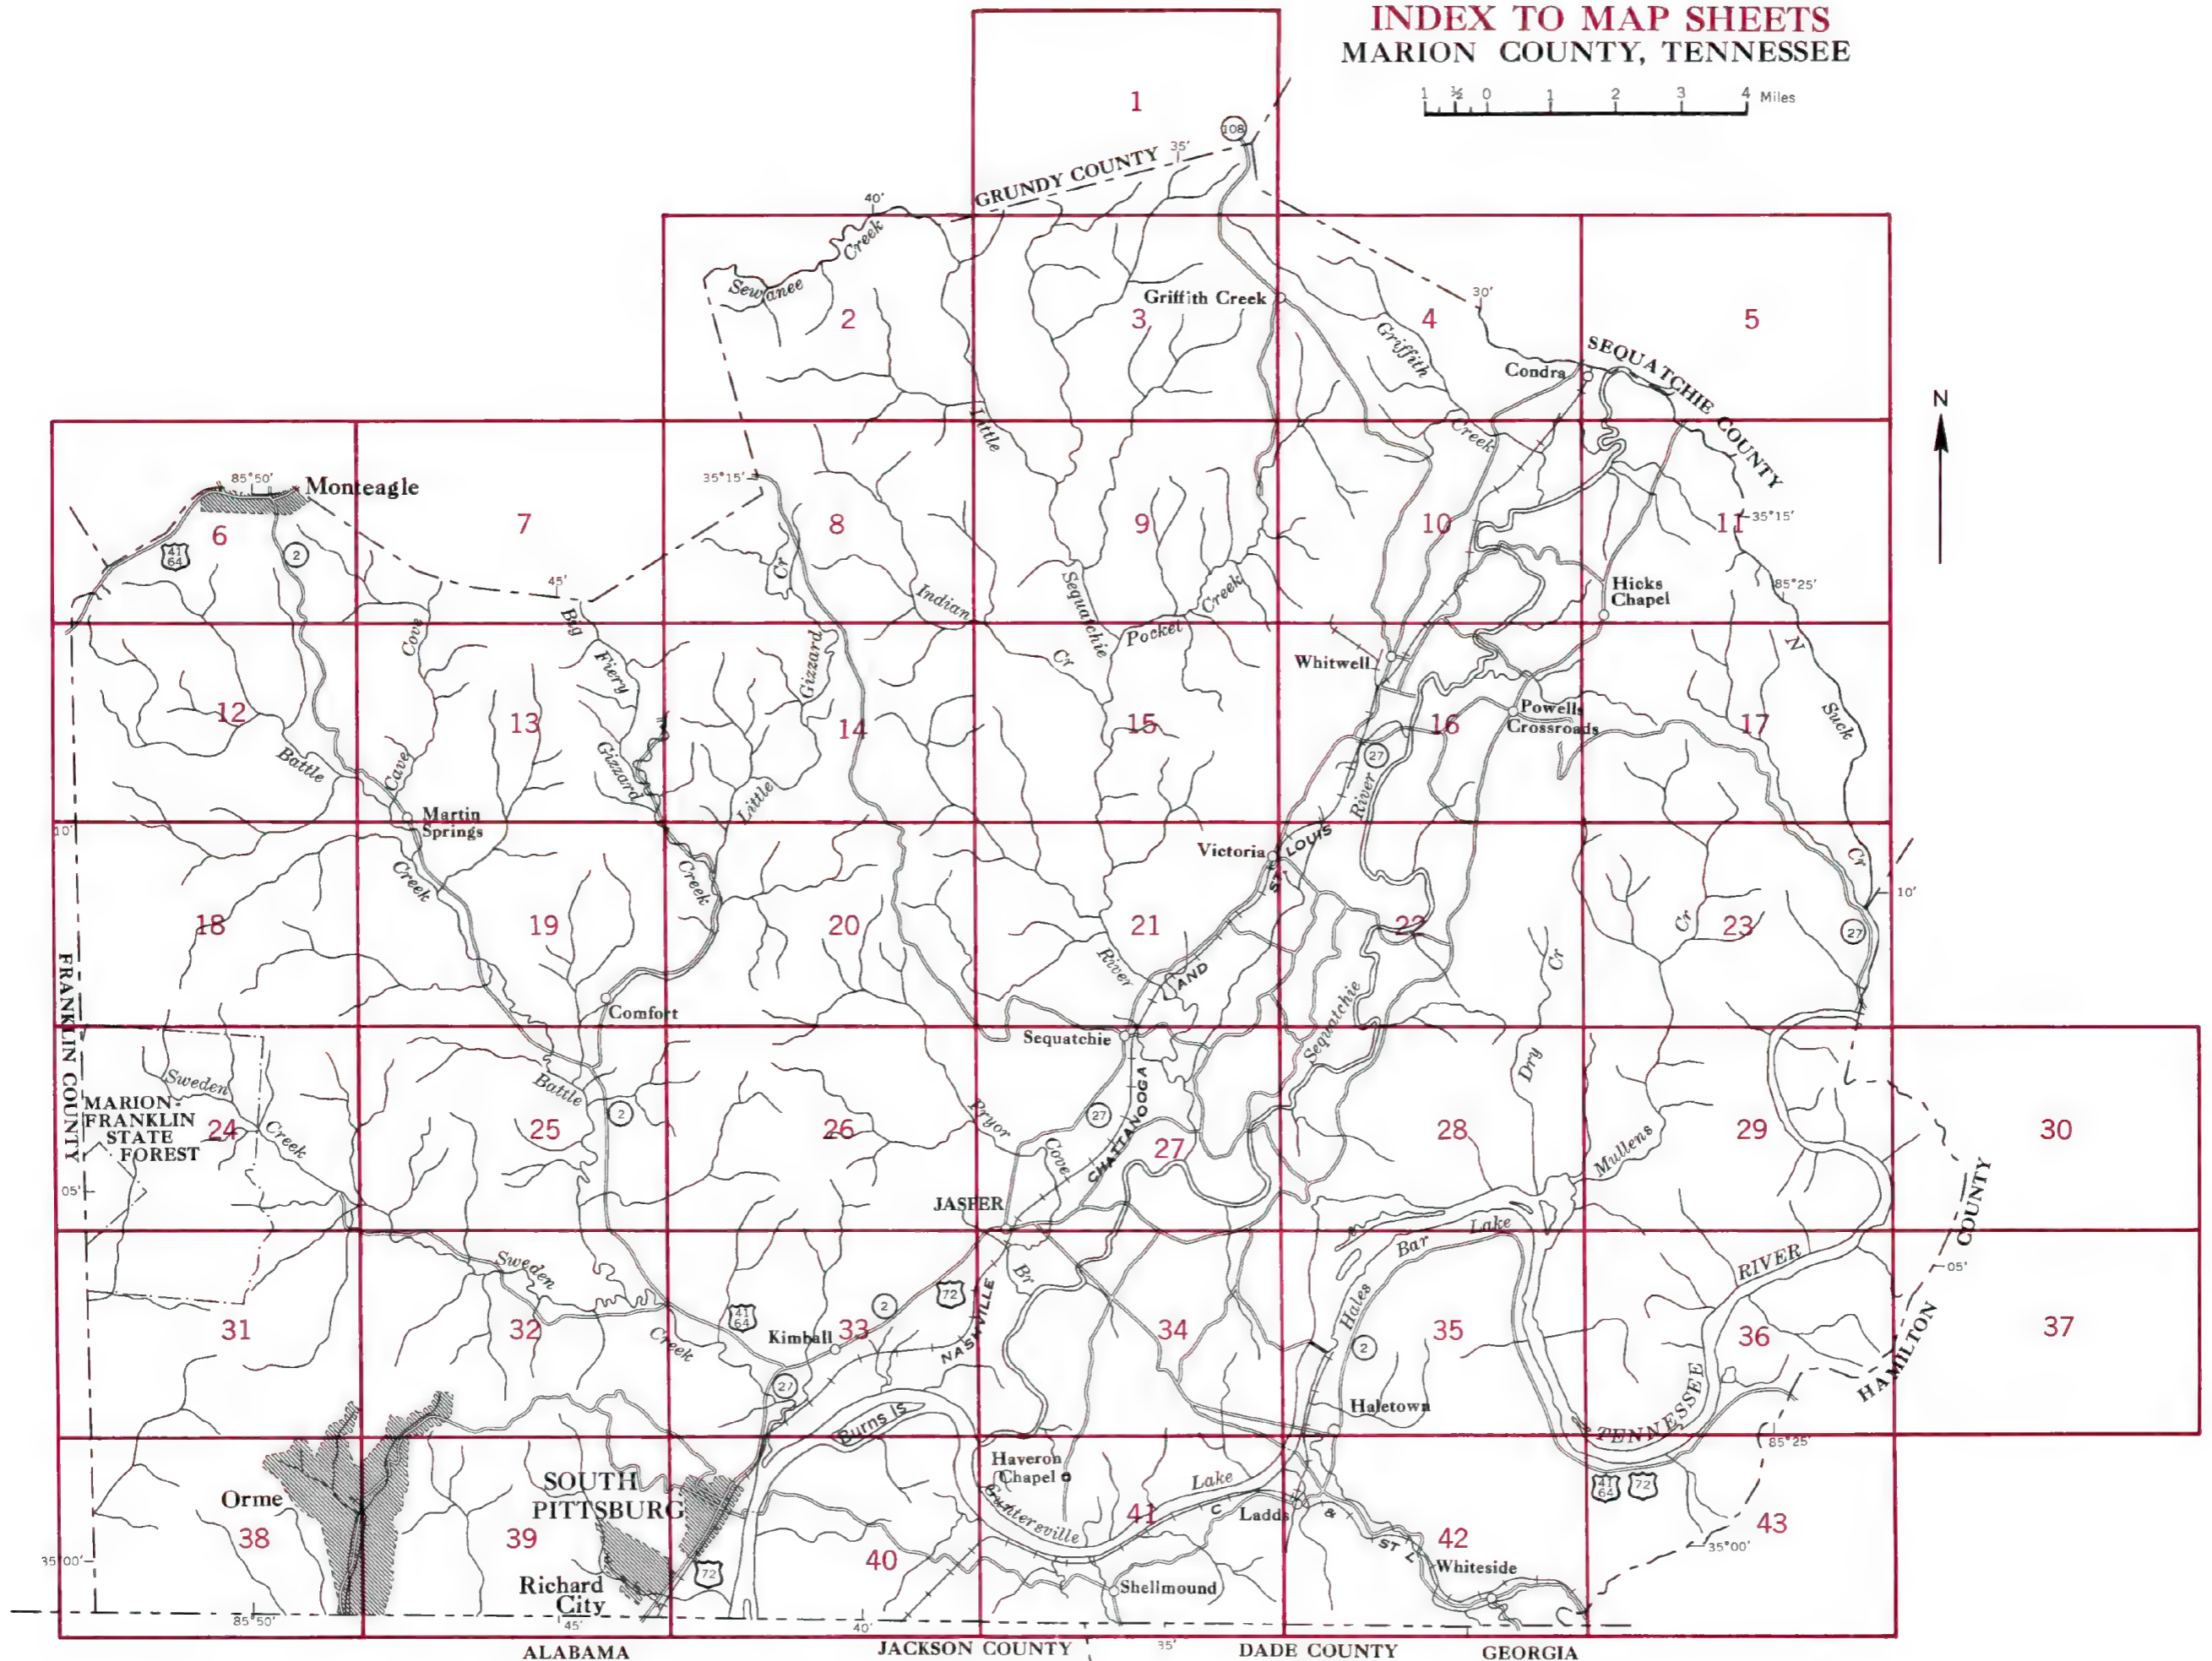 INDEX TO MAP SHEETS
MARION COUNTY, TENNESSEE
1 ½ 0 1 2 3 4 Miles
1
108
35'
GRUNDY COUNTY
40'
Creek
Sewanee
2
Griffith Creek
3
30'
4
5
Griffith
Creek
Condra
SEQUATCHIE COUNTY
N
Little
85°50'
Monteagle
35°15'
6
41
64
2
7
45'
8
9
10
11
35°15'
85°25'
Hicks
Chapel
Cr
Indian
Cr
Sequatchie
Pocket
Creek
Big
Fiery
Gizzard
Cove
Cave
Gizzard
Little
Creek
Whitwell
Powells
Crossroads
N
Suck
Cr
12
13
14
15
16
17
27
River
Battle
Creek
Martin
Springs
10'
Victoria
ST LOUIS
10'
18
19
20
21
22
23
Cr
27
River
AND
Sequatchie
Cr
Dry
Comfort
Sequatchie
FRANKLIN COUNTY
Sweden
Creek
MARION-
FRANKLIN
STATE
FOREST
24
25
26
27
28
29
30
Battle
2
Pryor
Cove
Br
27
CHATTANOOGA
Mullens
05'
JASPER
Lake
Bar
Hales
RIVER
COUNTY
05'
HAMILTON
Sweden
Creek
31
32
33
34
35
36
37
41
64
Kimball
2
72
NASHVILLE
27
2
Haletown
TENNESSEE
Burns Is
85°25'
41
64
72
Haveron
Chapel
Guntersville
Lake
SOUTH
PITTSBURG
Orme
38
39
40
41
42
43
C
Ladds
&
ST L
Whiteside
35°00'
35°00'
Richard
City
72
Shellmound
85°50'
45'
40'
35'
ALABAMA
JACKSON COUNTY
DADE COUNTY
GEORGIA